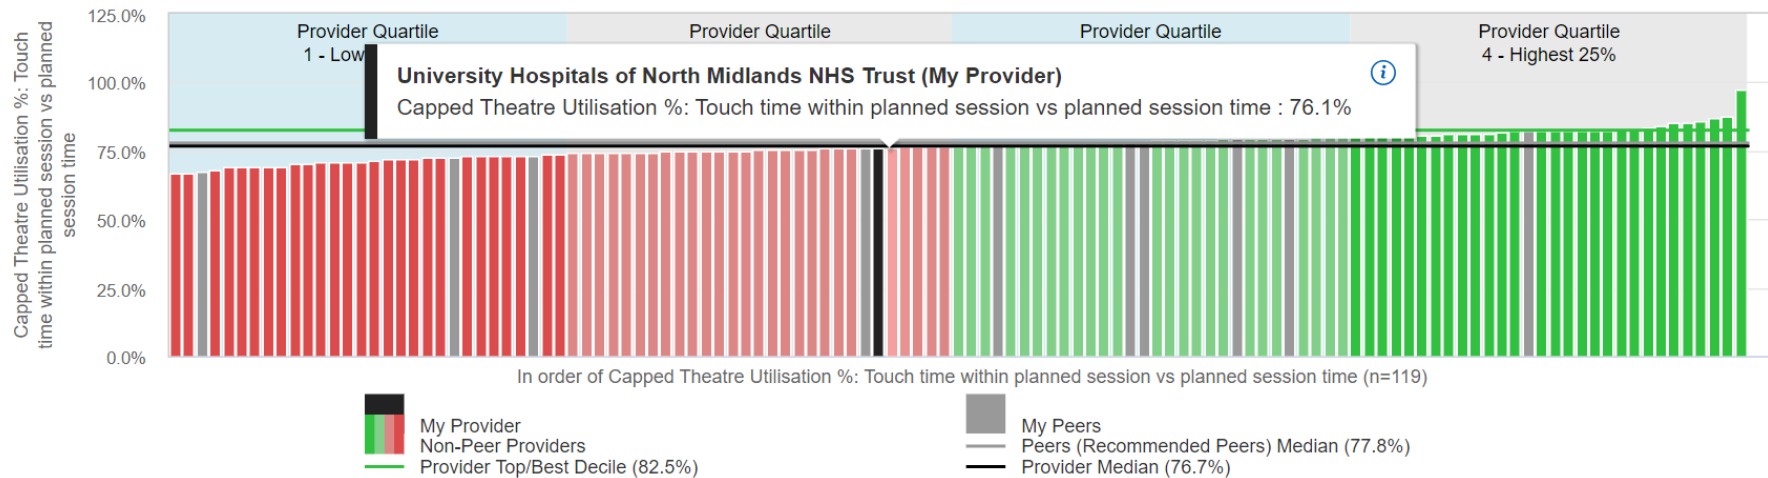 125.0%
100.0%
75.0%
50.0%
25.0%
0.0%
Capped Theatre Utilisation %: Touch
time within planned session vs planned
session time
Provider Quartile
1 - Low
Provider Quartile
Provider Quartile
Provider Quartile
4 - Highest 25%
University Hospitals of North Midlands NHS Trust (My Provider)
i
Capped Theatre Utilisation %: Touch time within planned session vs planned session time : 76.1%
In order of Capped Theatre Utilisation %: Touch time within planned session vs planned session time (n=119)
My Provider
Non-Peer Providers
Provider Top/Best Decile (82.5%)
My Peers
Peers (Recommended Peers) Median (77.8%)
Provider Median (76.7%)